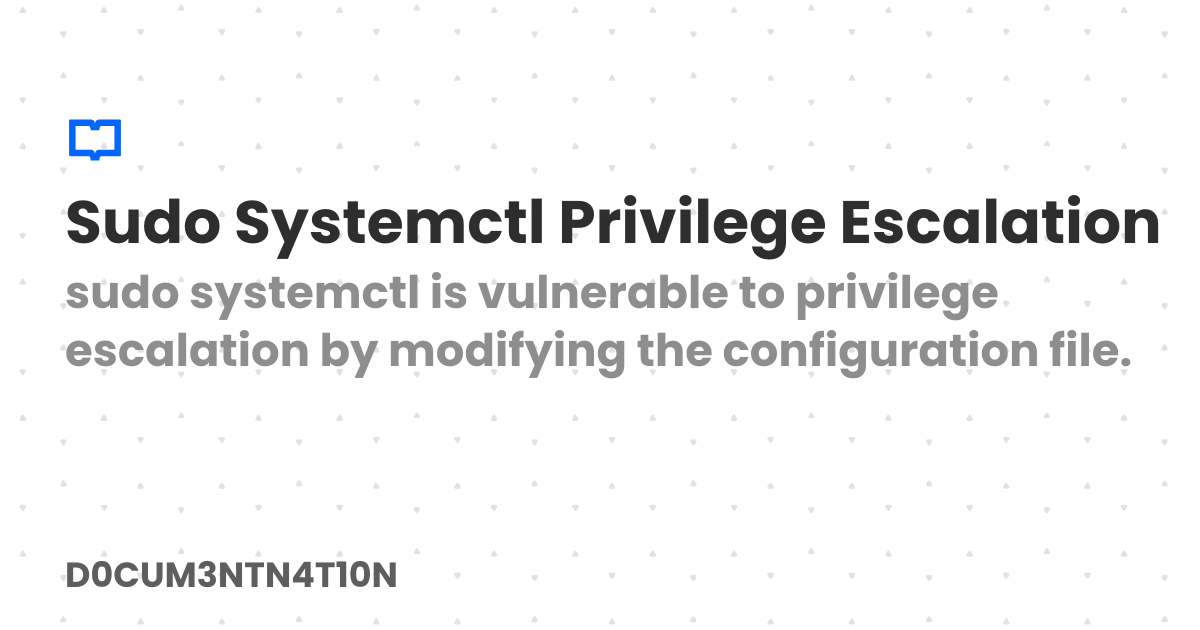 Sudo Systemctl Privilege Escalation
sudo systemctl is vulnerable to privilege
escalation by modifying the configuration file.
D0CUM3NTN4T10N